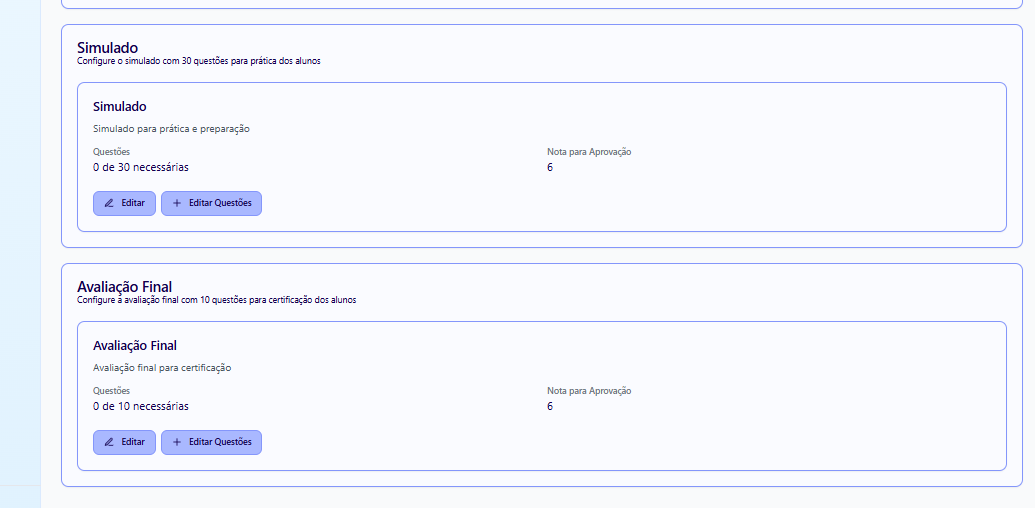 Simulado
Configure o simulado com 30 questões para prática dos alunos
Simulado
Simulado para prática e preparação
Questões
Nota para Aprovação
0 de 30 necessárias
6
Editar
Editar Questões
Avaliação Final
Configure a avaliação final com 10 questões para certificação dos alunos
Avaliação Final
Avaliação final para certificação
Questões
Nota para Aprovação
0 de 10 necessárias
6
Editar
Editar Questões